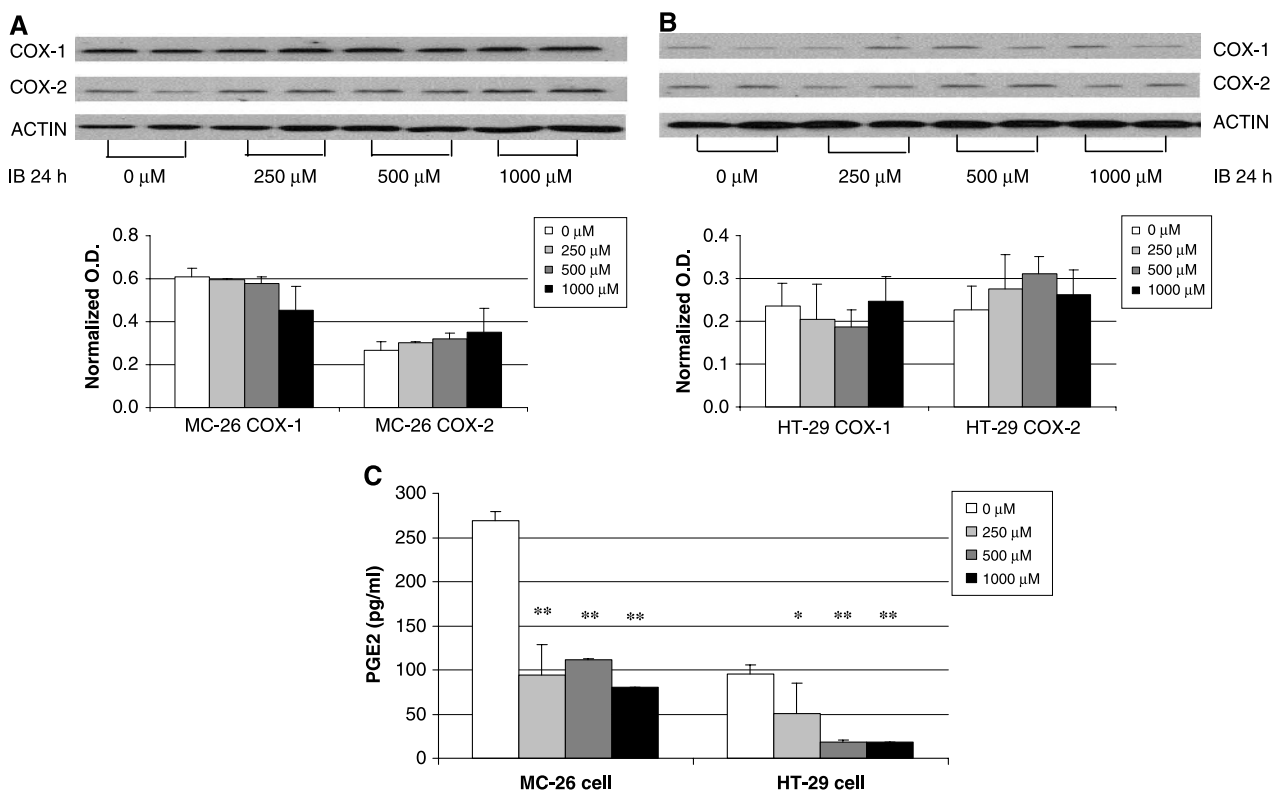 A
COX-1
COX-2
ACTIN
IB 24 h
0 μM
250 μM
500 μM
1000 μM
0.8
0.6
0.4
0.2
0.0
Normalized O.D.
MC-26 COX-1
MC-26 COX-2
0 μM
250 μM
500 μM
1000 μM
B
COX-1
COX-2
ACTIN
0 μM
250 μM
500 μM
1000 μM
IB 24 h
0.4
0.3
0.2
0.1
0.0
Normalized O.D.
HT-29 COX-1
HT-29 COX-2
0 μM
250 μM
500 μM
1000 μM
C
300
250
200
150
100
50
0
PGE2 (pg/ml)
** ** ** * ** **
MC-26 cell
HT-29 cell
0 μM
250 μM
500 μM
1000 μM